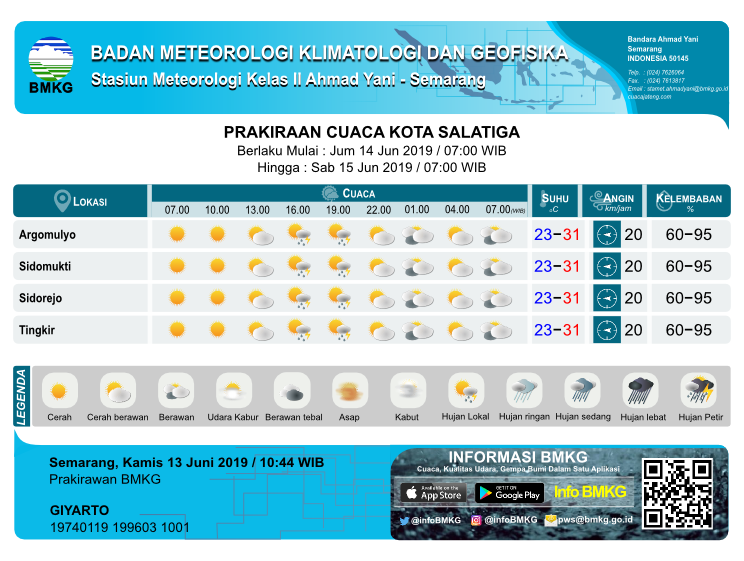 BMKG
BADAN METEOROLOGI KLIMATOLOGI DAN GEOFISIKA
Stasiun Meteorologi Kelas II Ahmad Yani - Semarang
Bandara Ahmad Yani
Semarang
INDONESIA 50145
Telp. : (024) 7626064
Fax. : (024) 7613817
Email : stamet.ahmadyani@bmkg.go.id
cuacajateng.com
PRAKIRAAN CUACA KOTA SALATIGA
Berlaku Mulai : Jum 14 Jun 2019 / 07:00 WIB
Hingga : Sab 15 Jun 2019 / 07:00 WIB
LOKASI CUACA SUHU °C ANGIN km/jam KELEMBABAN %
07.00 10.00 13.00 16.00 19.00 22.00 01.00 04.00 07.00 (WIB)
Argomulyo 23-31 20 60-95
Sidomukti 23-31 20 60-95
Sidorejo 23-31 20 60-95
Tingkir 23-31 20 60-95
LEGENDA
Cerah Cerah berawan Berawan Udara Kabur Berawan tebal Asap Kabut Hujan Lokal Hujan ringan Hujan sedang Hujan lebat Hujan Petir
Semarang, Kamis 13 Juni 2019 / 10:44 WIB
Prakirawan BMKG
GIYARTO
19740119 199603 1001
INFORMASI BMKG
Cuaca, Kualitas Udara, Gempa Bumi Dalam Satu Aplikasi
Available on the App Store
GET IT ON Google Play
Info BMKG
@infoBMKG @infoBMKG pws@bmkg.go.id